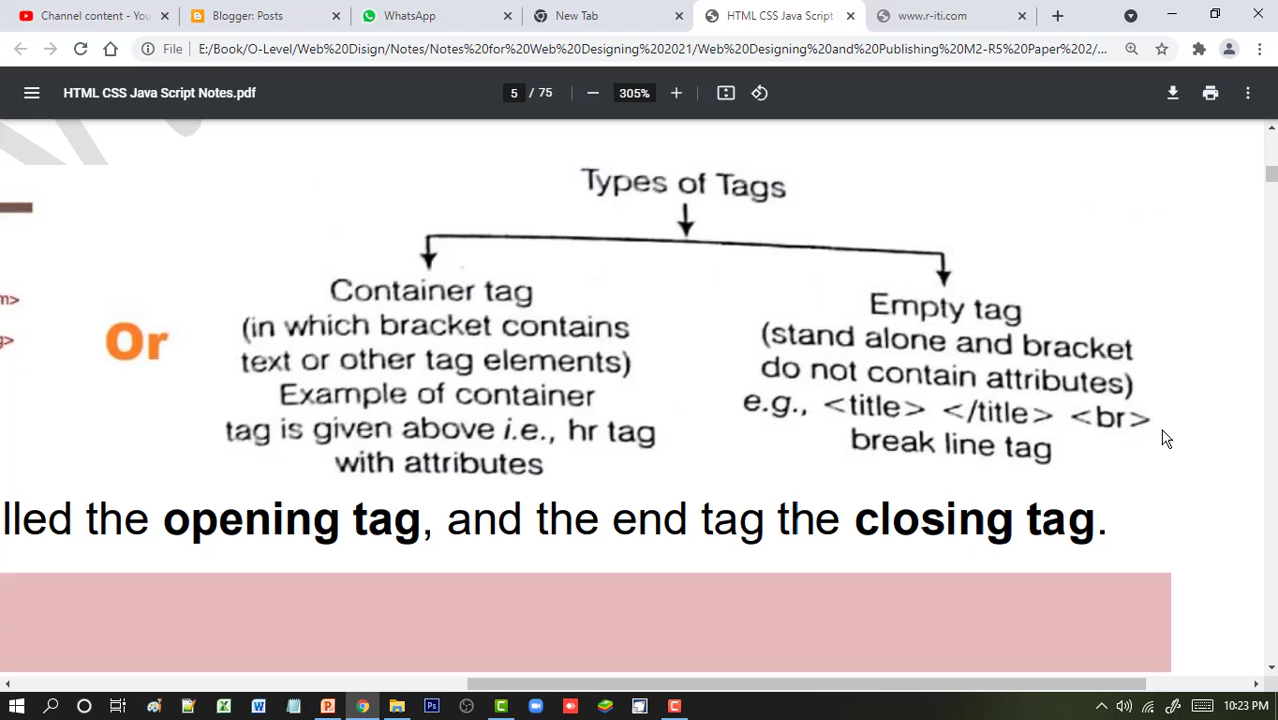 Channel content - You
Blogger: Posts
WhatsApp
New Tab
HTML CSS Java Script
www.r-iti.com
File
E:/Book/O-Level/Web%20Disign/Notes/Notes%20for%20Web%20Designing%202021/Web%20Designing%20and%20Publishing%20M2-R5%20Paper%202/...
HTML CSS Java Script Notes.pdf
5 / 75
305%
Types of Tags
Container tag
(in which bracket contains
text or other tag elements)
Example of container
tag is given above i.e., hr tag
with attributes
Empty tag
(stand alone and bracket
do not contain attributes)
e.g., <title> </title> <br>
break line tag
m>
g>
Or
lled the opening tag, and the end tag the closing tag.
10:23 PM